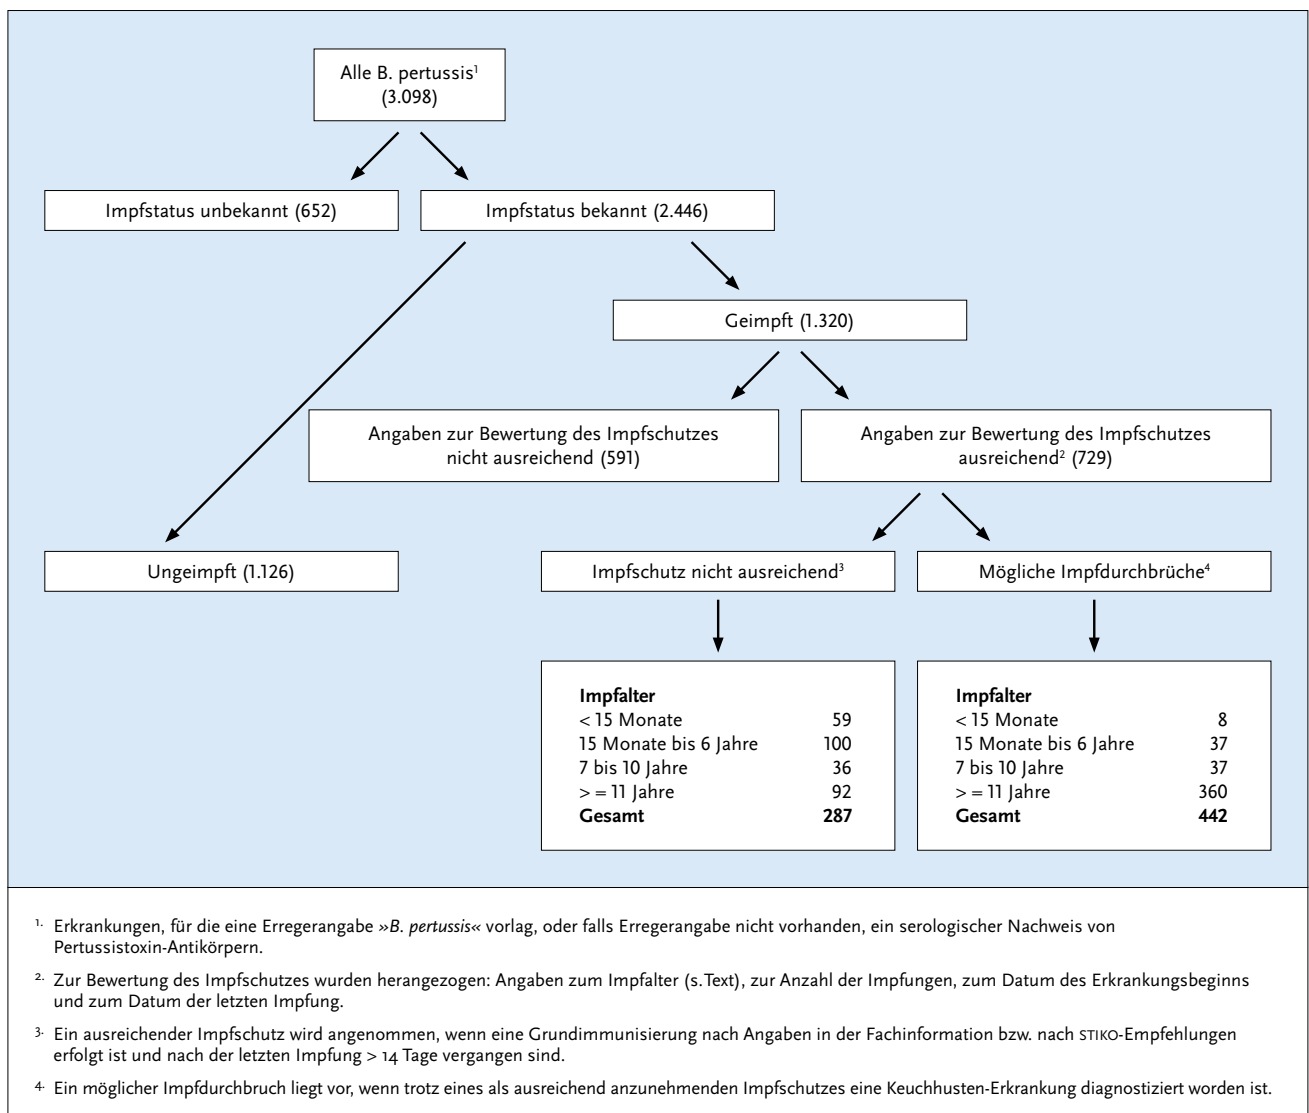 Alle B. pertussis¹
(3.098)
Impfstatus unbekannt (652)
Impfstatus bekannt (2.446)
Geimpft (1.320)
Angaben zur Bewertung des Impfschutzes
nicht ausreichend (591)
Angaben zur Bewertung des Impfschutzes
ausreichend² (729)
Ungeimpft (1.126)
Impfschutz nicht ausreichend³
Mögliche Impfdurchbrüche⁴
Impfalter
< 15 Monate 59
15 Monate bis 6 Jahre 100
7 bis 10 Jahre 36
> = 11 Jahre 92
Gesamt 287
Impfalter
< 15 Monate 8
15 Monate bis 6 Jahre 37
7 bis 10 Jahre 37
> = 11 Jahre 360
Gesamt 442
1. Erkrankungen, für die eine Erregerangabe »B. pertussis« vorlag, oder falls Erregerangabe nicht vorhanden, ein serologischer Nachweis von
Pertussistoxin-Antikörpern.
2. Zur Bewertung des Impfschutzes wurden herangezogen: Angaben zum Impfalter (s. Text), zur Anzahl der Impfungen, zum Datum des Erkrankungsbeginns
und zum Datum der letzten Impfung.
3. Ein ausreichender Impfschutz wird angenommen, wenn eine Grundimmunisierung nach Angaben in der Fachinformation bzw. nach STIKO-Empfehlungen
erfolgt ist und nach der letzten Impfung > 14 Tage vergangen sind.
4. Ein möglicher Impfdurchbruch liegt vor, wenn trotz eines als ausreichend anzunehmenden Impfschutzes eine Keuchhusten-Erkrankung diagnostiziert worden ist.